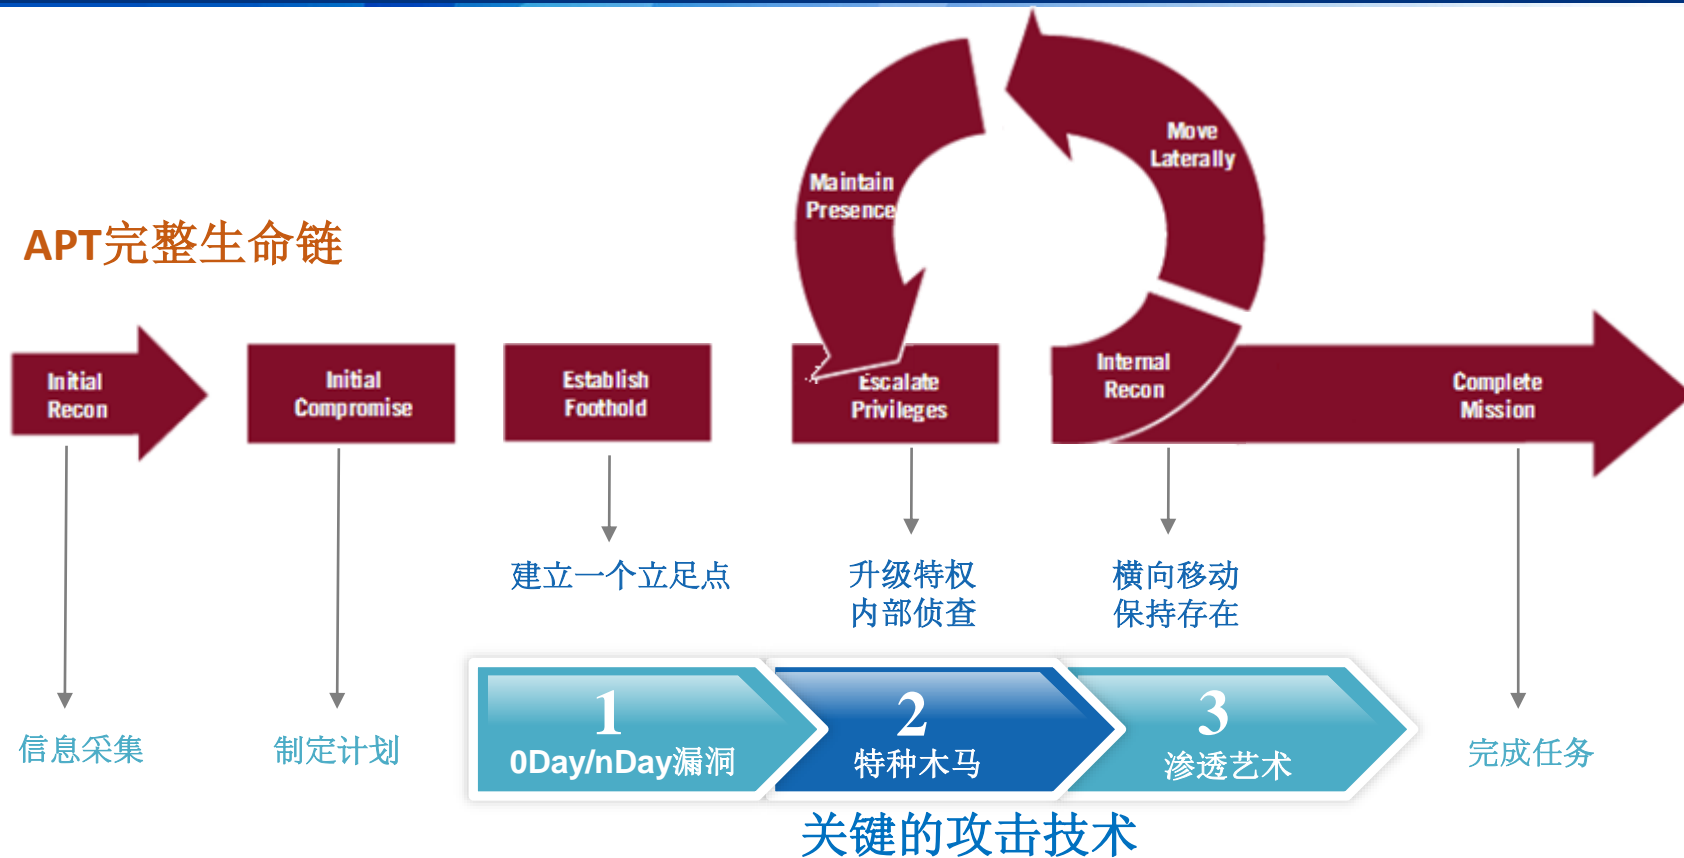 Move
Laterally
Maintain
Presence
APT完整生命链
Initial
Recon
Initial
Compromise
Establish
Foothold
Escalate
Privileges
Internal
Recon
Complete
Mission
建立一个立足点
升级特权
内部侦查
横向移动
保持存在
信息采集
制定计划
1
0Day/nDay漏洞
2
特种木马
3
渗透艺术
完成任务
关键的攻击技术